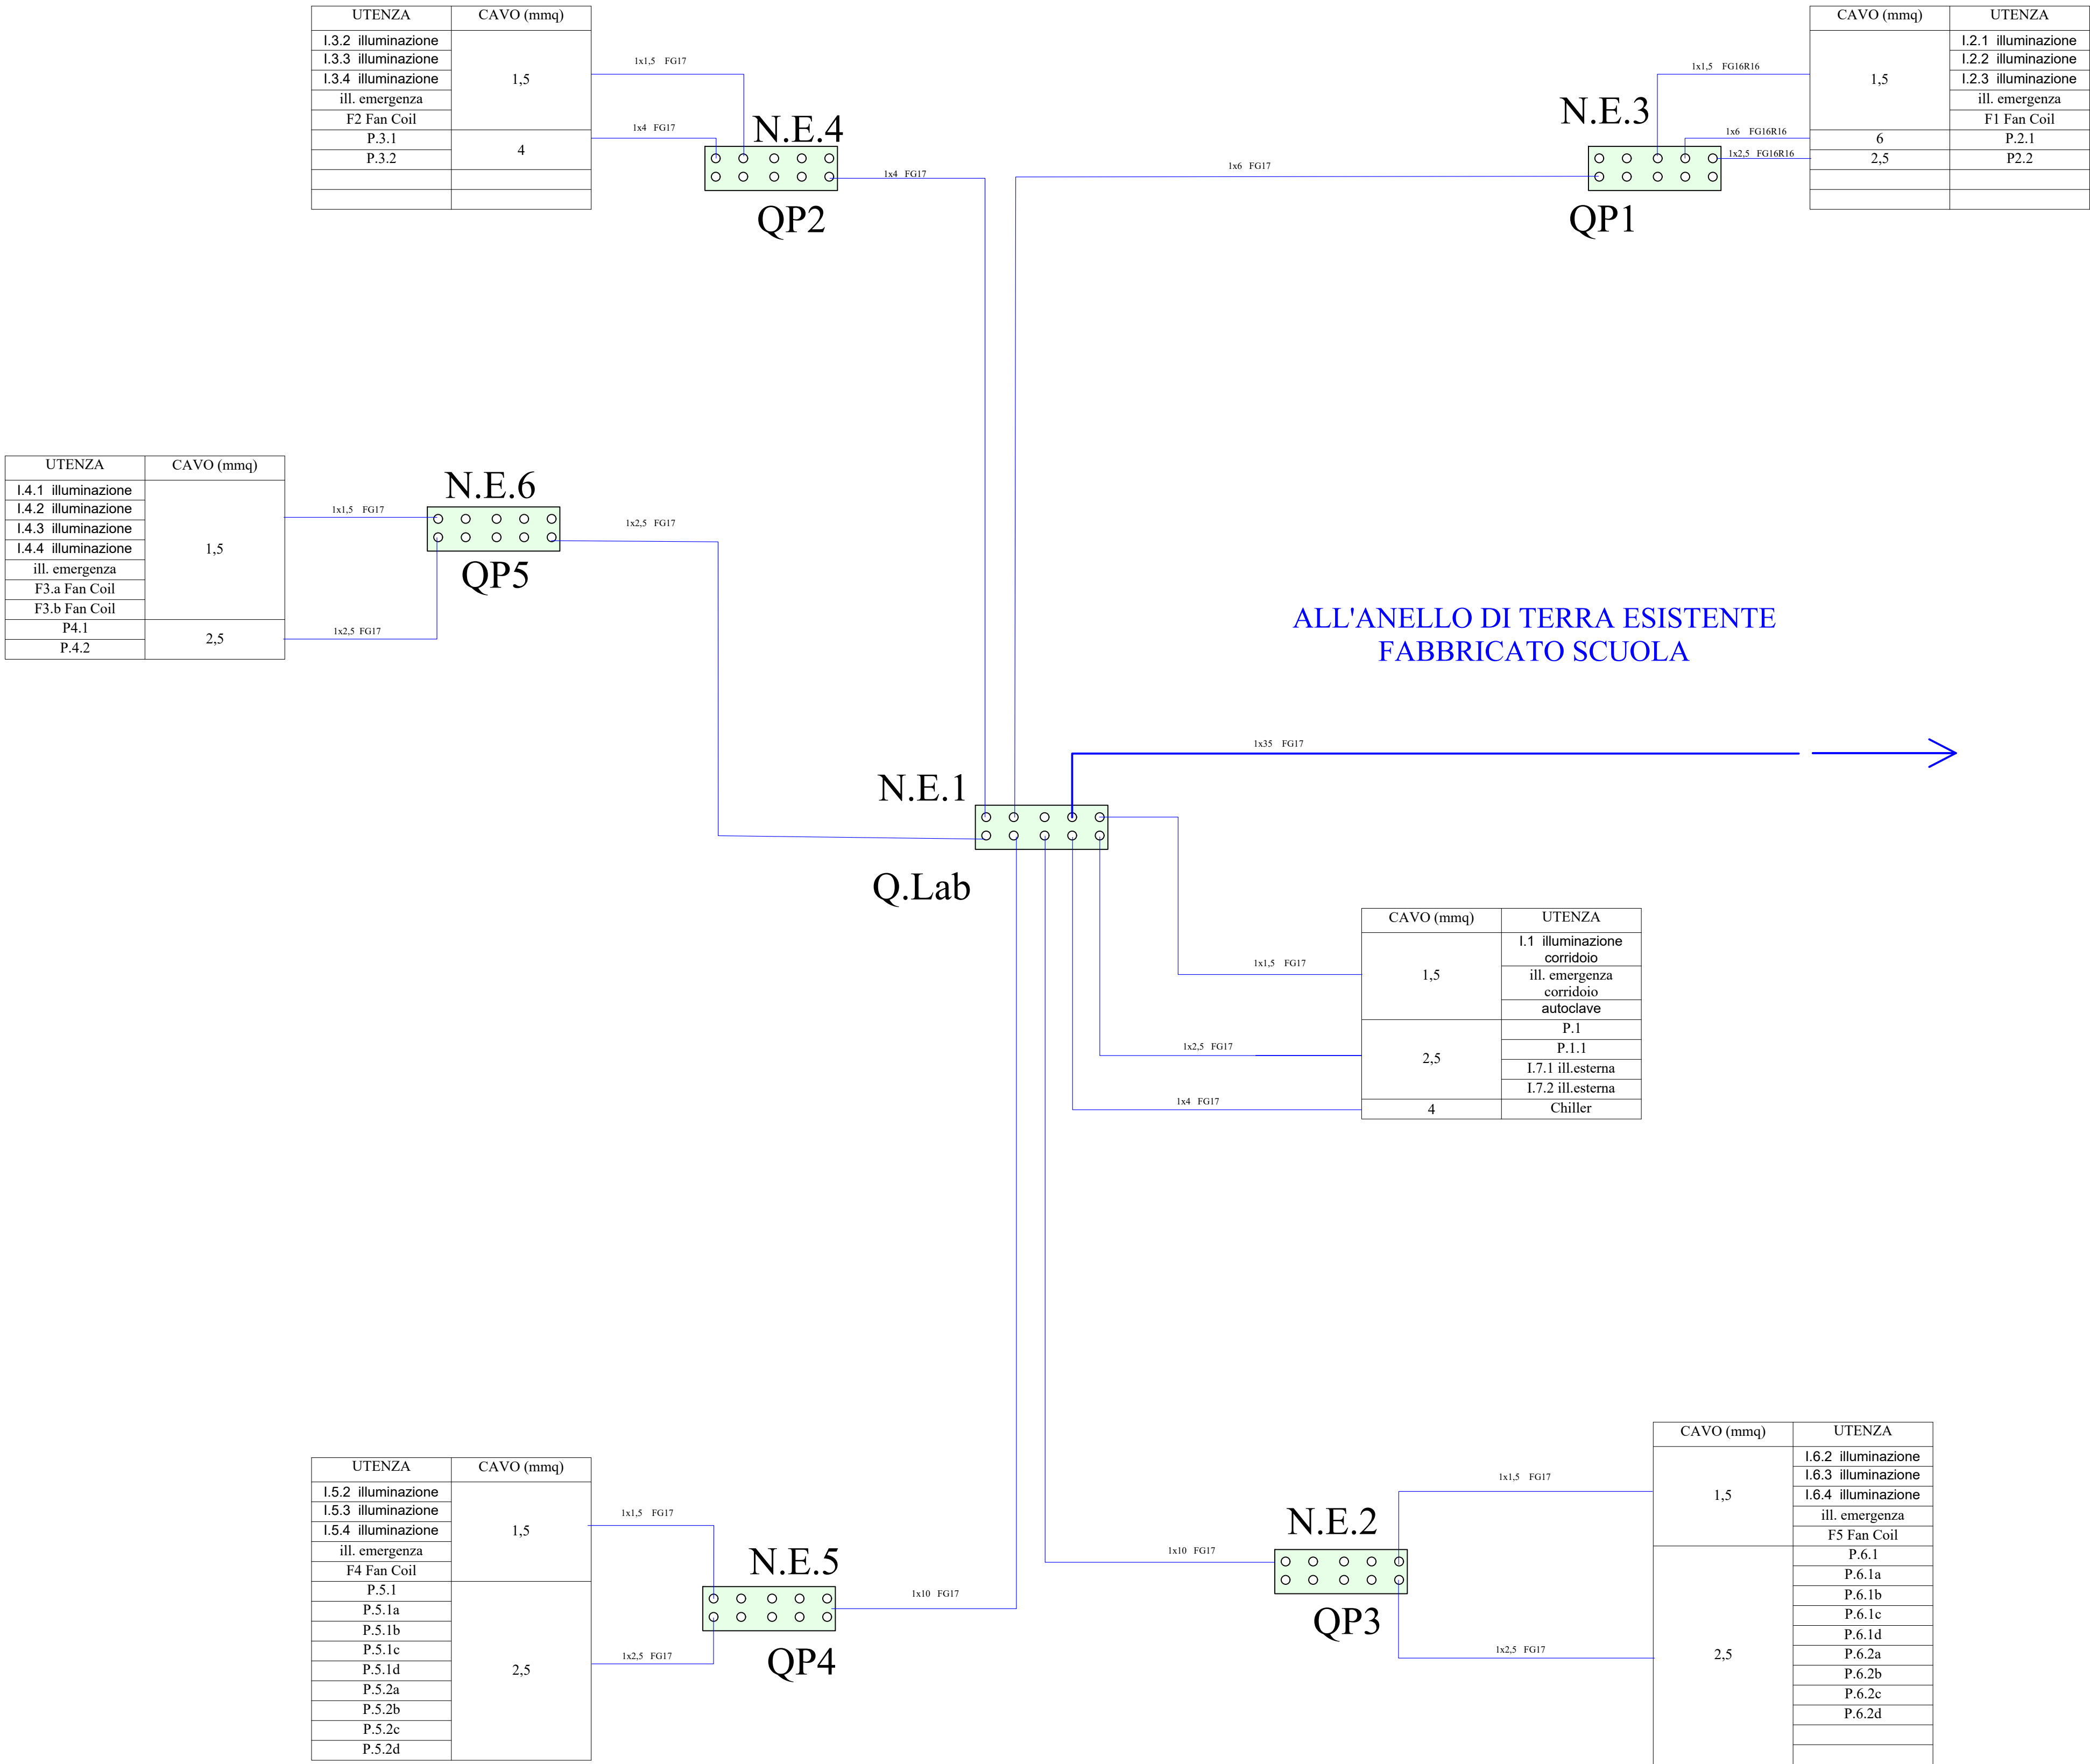 UTENZA CAVO (mmq)
I.3.2 illuminazione
I.3.3 illuminazione
I.3.4 illuminazione
ill. emergenza
F2 Fan Coil
1,5
P.3.1
P.3.2
4
1x1,5 FG17
1x4 FG17
N.E.4
QP2
1x4 FG17
1x6 FG17
N.E.3
QP1
1x1,5 FG16R16
1x6 FG16R16
1x2,5 FG16R16
CAVO (mmq) UTENZA
1,5
I.2.1 illuminazione
I.2.2 illuminazione
I.2.3 illuminazione
ill. emergenza
F1 Fan Coil
6 P.2.1
2,5 P2.2
UTENZA CAVO (mmq)
I.4.1 illuminazione
I.4.2 illuminazione
I.4.3 illuminazione
I.4.4 illuminazione
ill. emergenza
F3.a Fan Coil
F3.b Fan Coil
1,5
P4.1
P.4.2
2,5
1x1,5 FG17
1x2,5 FG17
N.E.6
QP5
1x2,5 FG17
ALL'ANELLO DI TERRA ESISTENTE
FABBRICATO SCUOLA
1x35 FG17
N.E.1
Q.Lab
1x1,5 FG17
1x2,5 FG17
1x4 FG17
CAVO (mmq) UTENZA
1,5
I.1 illuminazione
corridoio
ill. emergenza
corridoio
autoclave
2,5
P.1
P.1.1
I.7.1 ill.esterna
I.7.2 ill.esterna
4 Chiller
UTENZA CAVO (mmq)
I.5.2 illuminazione
I.5.3 illuminazione
I.5.4 illuminazione
ill. emergenza
F4 Fan Coil
1,5
P.5.1
P.5.1a
P.5.1b
P.5.1c
P.5.1d
P.5.2a
P.5.2b
P.5.2c
P.5.2d
2,5
1x1,5 FG17
1x2,5 FG17
N.E.5
QP4
1x10 FG17
1x10 FG17
N.E.2
QP3
1x1,5 FG17
1x2,5 FG17
CAVO (mmq) UTENZA
1,5
I.6.2 illuminazione
I.6.3 illuminazione
I.6.4 illuminazione
ill. emergenza
F5 Fan Coil
2,5
P.6.1
P.6.1a
P.6.1b
P.6.1c
P.6.1d
P.6.2a
P.6.2b
P.6.2c
P.6.2d